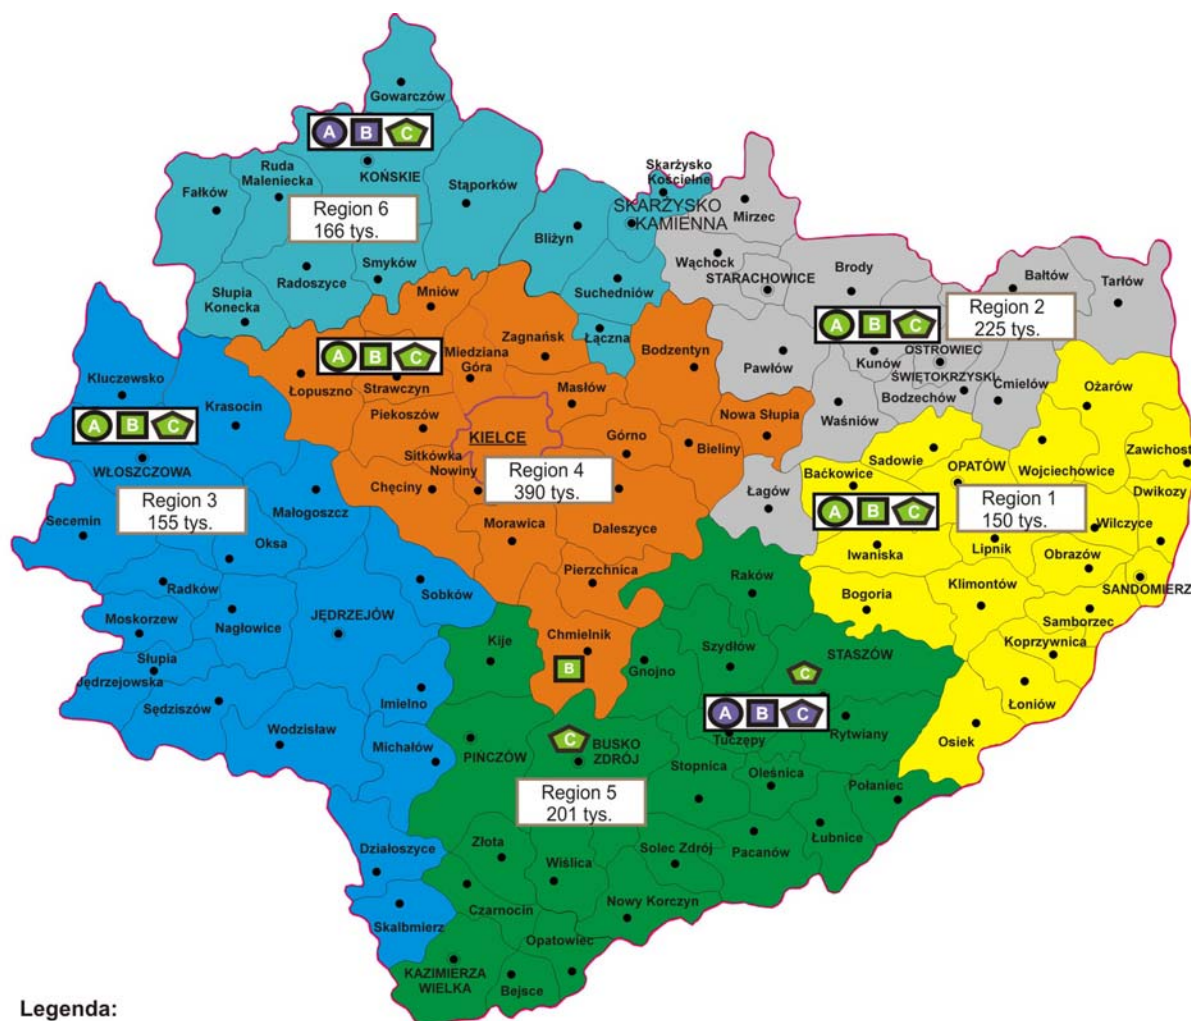 Gowarczów
A B C
KOŃSKIE
Ruda
Maleniecka
Fałków
Stąporków
Region 6
166 tys.
Skarżysko
Kościelne
SKARŻYSKO
KAMIENNA
Bliżyn
Mirzec
Radoszyce
Smyków
Słupia
Konecka
Suchedniów
Łączna
Wąchock
STARACHOWICE
Brody
Bałtów
Tarłów
Region 2
225 tys.
A B C
Kunów
OSTROWIEC
ŚWIĘTOKRZYSKI
Bodzechów
Ćmielów
Pawłów
Waśniów
Mniów
Zagnańsk
Bodzentyn
A B C
Miedziana
Góra
Łopuszno
Strawczyn
Masłów
Piekoszów
KIELCE
Górno
Bieliny
Nowa Słupia
Sitkówka
Nowiny
Chęciny
Region 4
390 tys.
Morawica
Daleszyce
Łagów
Pierzchnica
Chmielnik
B
Kluczewsko
Krasocin
A B C
WŁOSZCZOWA
Region 3
155 tys.
Małogoszcz
Secemin
Oksa
Radków
Sobków
Moskorzew
Nagłowice
JĘDRZEJÓW
Słupia
Jędrzejowska
Sędziszów
Imielno
Wodzisław
Michałów
Działoszyce
Skalbmierz
Ożarów
Sadowie
OPATÓW
Wojciechowice
Zawichost
Baćkowice
Dwikozy
A B C
Region 1
150 tys.
Wilczyce
Iwaniska
Lipnik
Obrazów
SANDOMIERZ
Bogoria
Klimontów
Samborzec
Koprzywnica
Łoniów
Osiek
Raków
Kije
Szydłów
STASZÓW
Gnojno
C
A B C
Tuczępy
Rytwiany
PIŃCZÓW
C
BUSKO
ZDRÓJ
Stopnica
Oleśnica
Połaniec
Region 5
201 tys.
Łubnice
Pacanów
Solec Zdrój
Złota
Wiślica
Czarnocin
Nowy Korczyn
Opatowiec
KAZIMIERZA
WIELKA
Bejsce
Legenda: